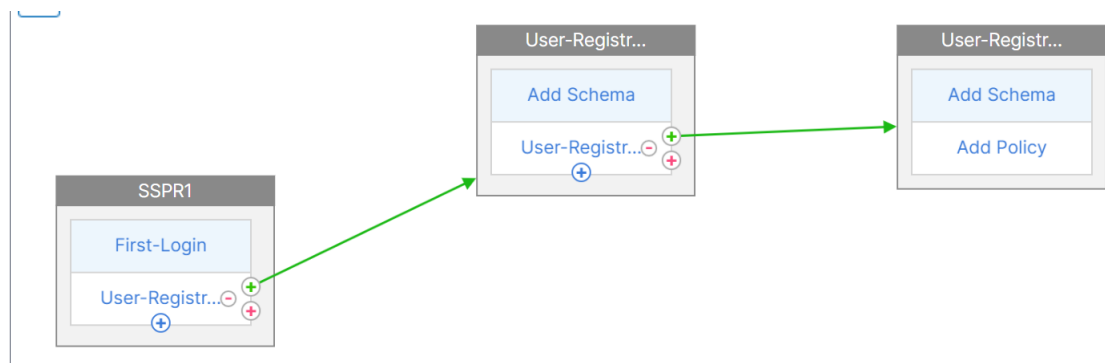 User-Registr...
Add Schema
User-Registr...
User-Registr...
Add Schema
Add Policy
SSPR1
First-Login
User-Registr...